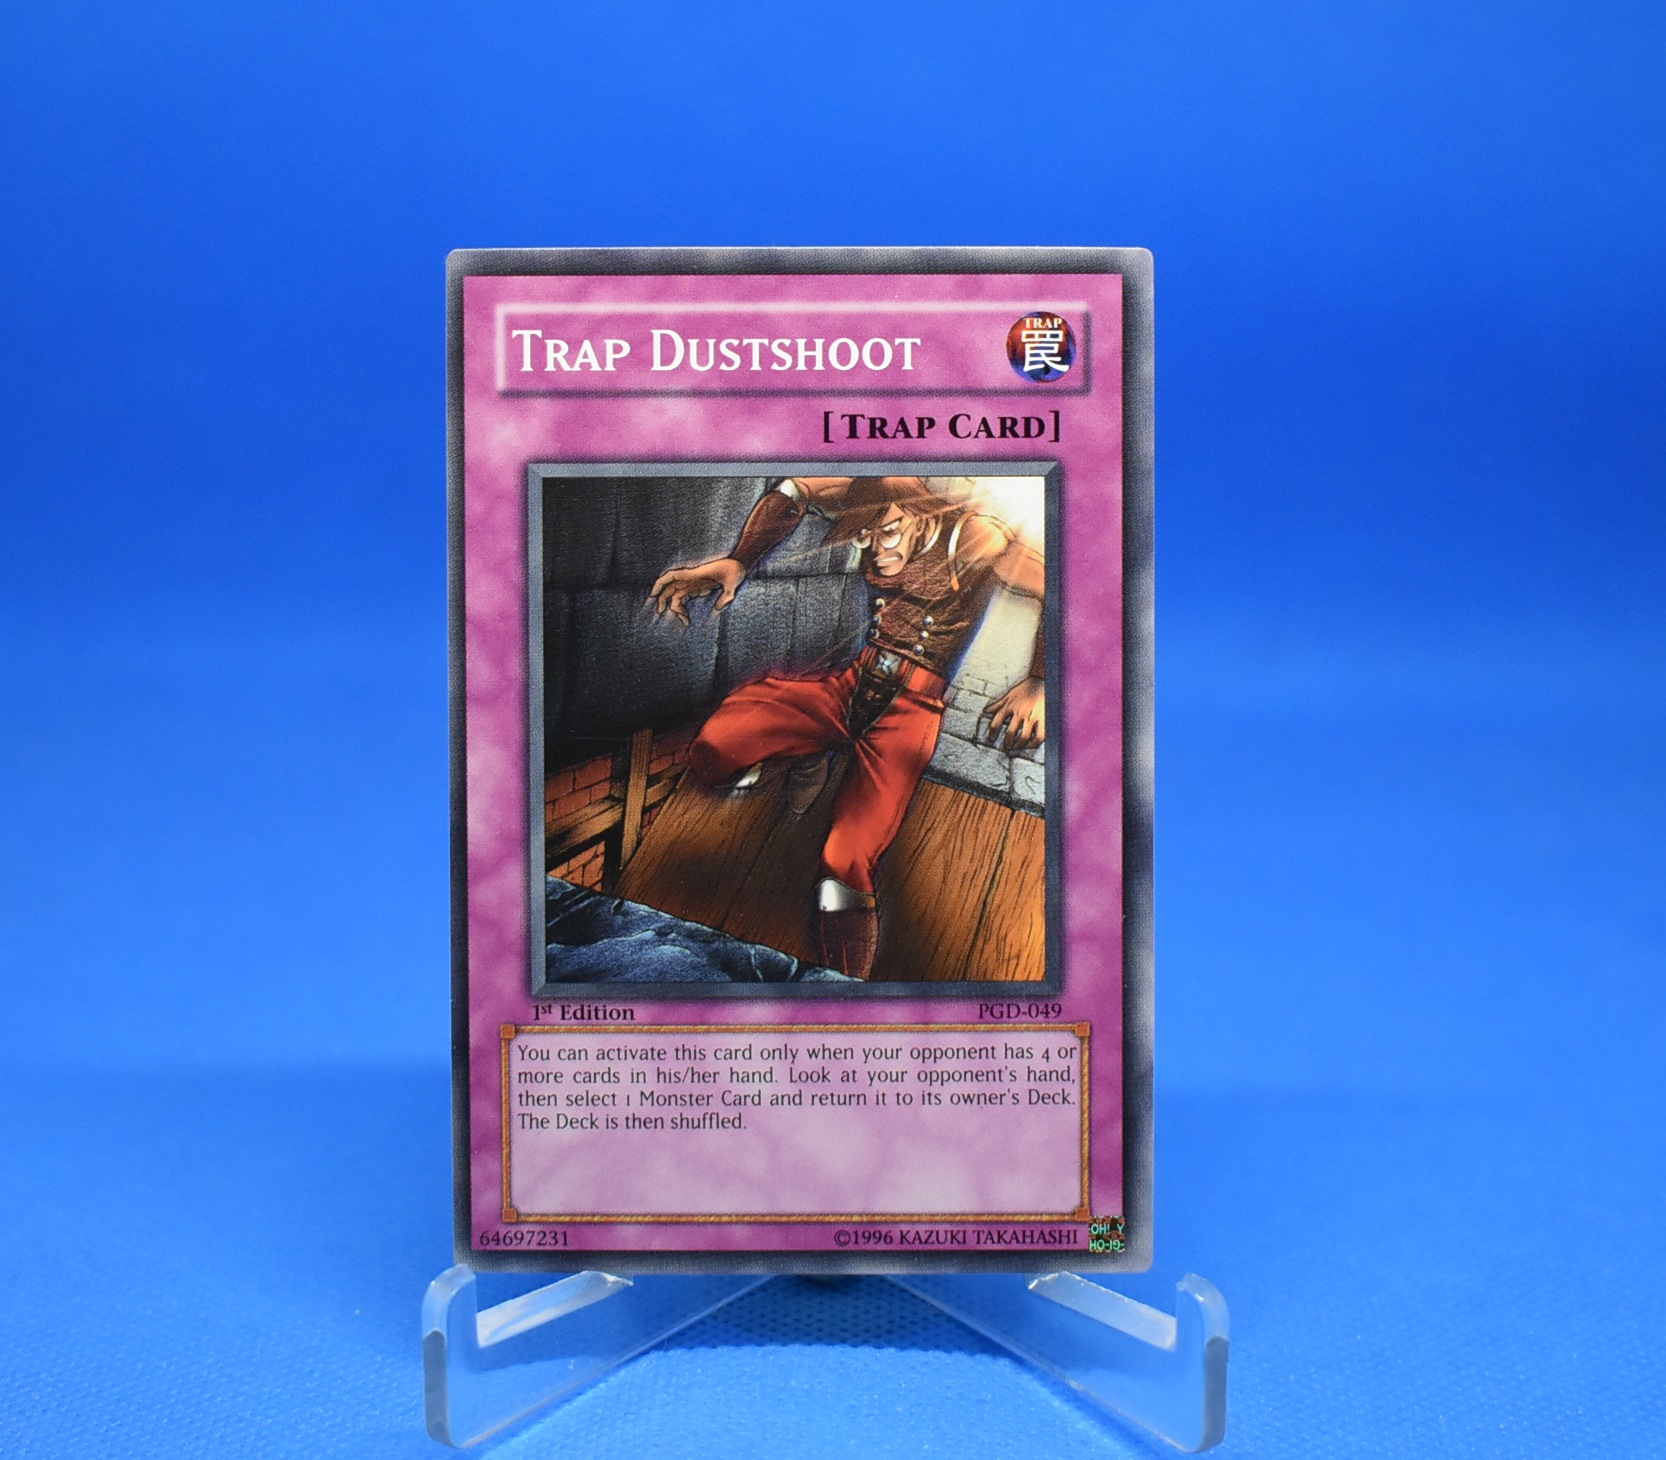 TRAP DUSTSHOOT
TRAP
罠
[TRAP CARD]
1st Edition
PGD-049
You can activate this card only when your opponent has 4 or
more cards in his/her hand. Look at your opponent's hand,
then select 1 Monster Card and return it to its owner's Deck.
The Deck is then shuffled.
64697231
©1996 KAZUKI TAKAHASHI